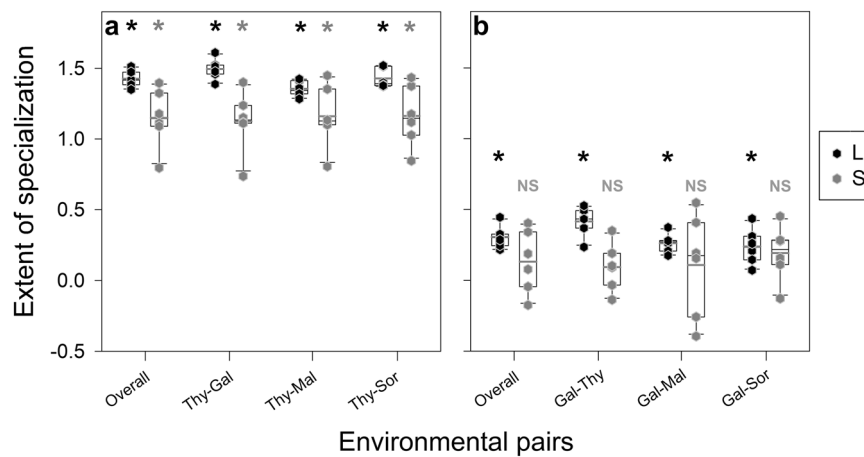 a * * * * * * * *
b
1.5
1.0
0.5
0.0
-0.5
* NS * NS * NS * NS
L
S
Extent of specialization
Overall Thy-Gal Thy-Mal Thy-Sor
Overall Gal-Thy Gal-Mal Gal-Sor
Environmental pairs